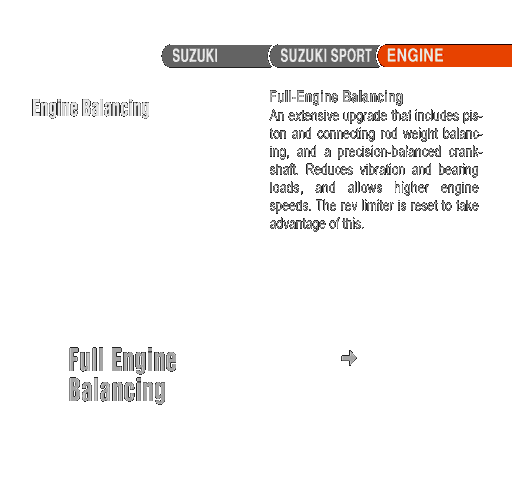 SUZUKI SUZUKI SPORT ENGINE
Engine Balancing
Full-Engine Balancing
An extensive upgrade that includes pis-
ton and connecting rod weight balanc-
ing, and a precision-balanced crank-
shaft. Reduces vibration and bearing
loads, and allows higher engine
speeds. The rev limiter is reset to take
advantage of this.
Full Engine
Balancing